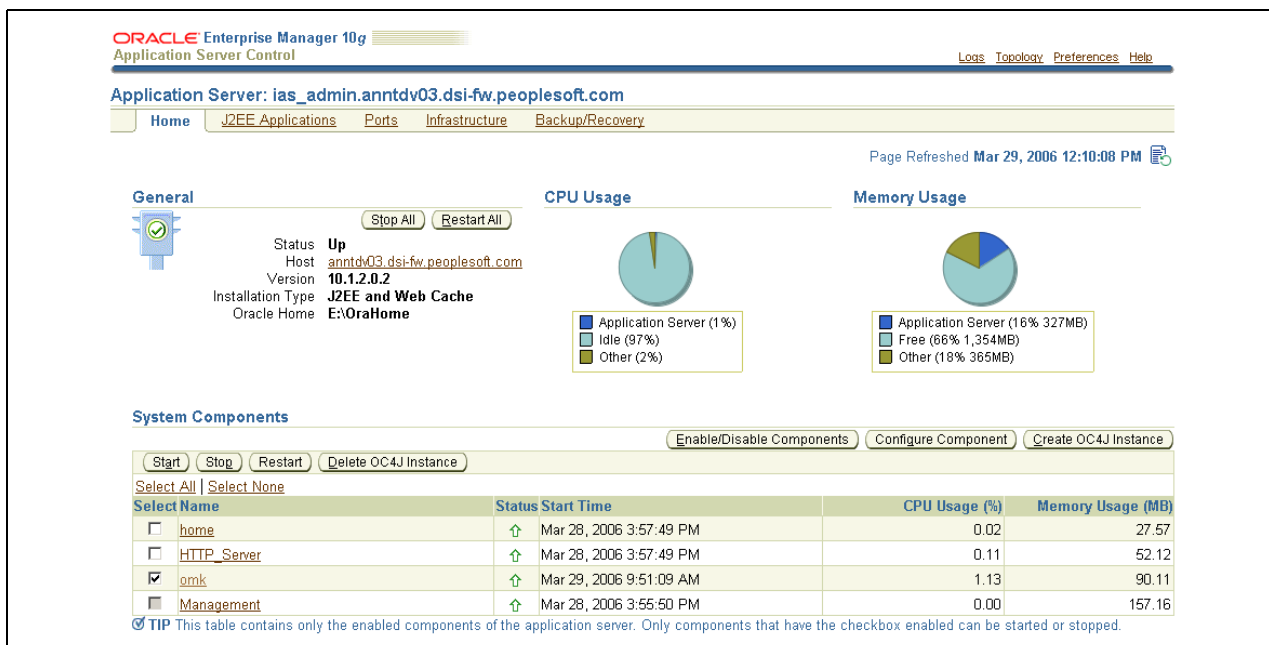 ORACLE Enterprise Manager 10g
Application Server Control
Logs Topology Preferences Help
Application Server: ias_admin.anntdv03.dsi-fw.peoplesoft.com
Home J2EE Applications Ports Infrastructure Backup/Recovery
Page Refreshed Mar 29, 2006 12:10:08 PM
General
Stop All Restart All
Status Up
Host anntdv03.dsi-fw.peoplesoft.com
Version 10.1.2.0.2
Installation Type J2EE and Web Cache
Oracle Home E:\OraHome
CPU Usage
Application Server (1%)
Idle (97%)
Other (2%)
Memory Usage
Application Server (16% 327MB)
Free (66% 1,354MB)
Other (18% 365MB)
System Components
Enable/Disable Components Configure Component Create OC4J Instance
Start Stop Restart Delete OC4J Instance
Select All | Select None
Select Name Status Start Time CPU Usage (%) Memory Usage (MB)
home Mar 28, 2006 3:57:49 PM 0.02 27.57
HTTP_Server Mar 28, 2006 3:57:49 PM 0.11 52.12
omk Mar 29, 2006 9:51:09 AM 1.13 90.11
Management Mar 28, 2006 3:55:50 PM 0.00 157.16
TIP This table contains only the enabled components of the application server. Only components that have the checkbox enabled can be started or stopped.